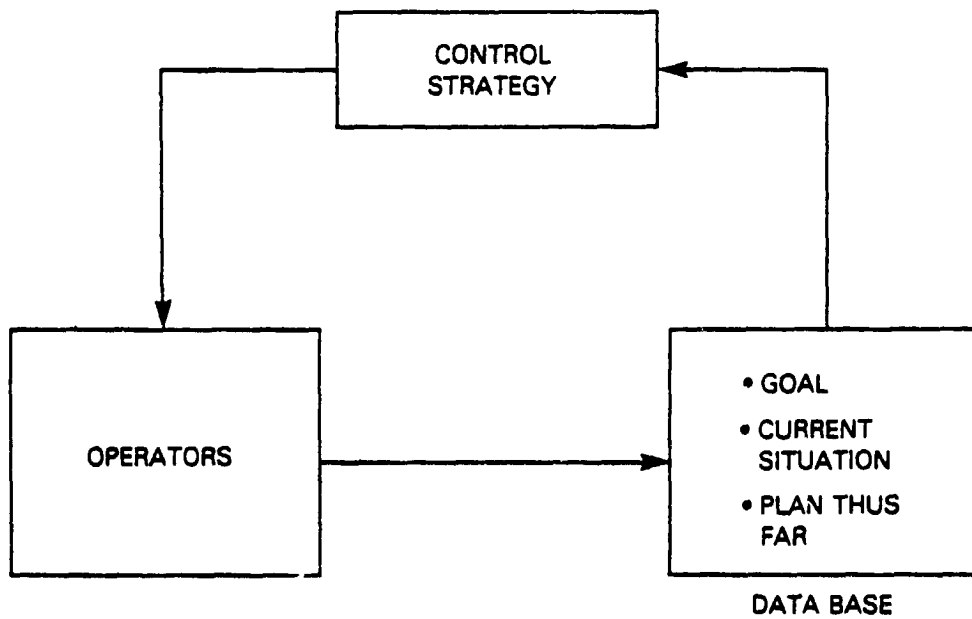 CONTROL
STRATEGY
OPERATORS
• GOAL
• CURRENT
SITUATION
• PLAN THUS
FAR
DATA BASE